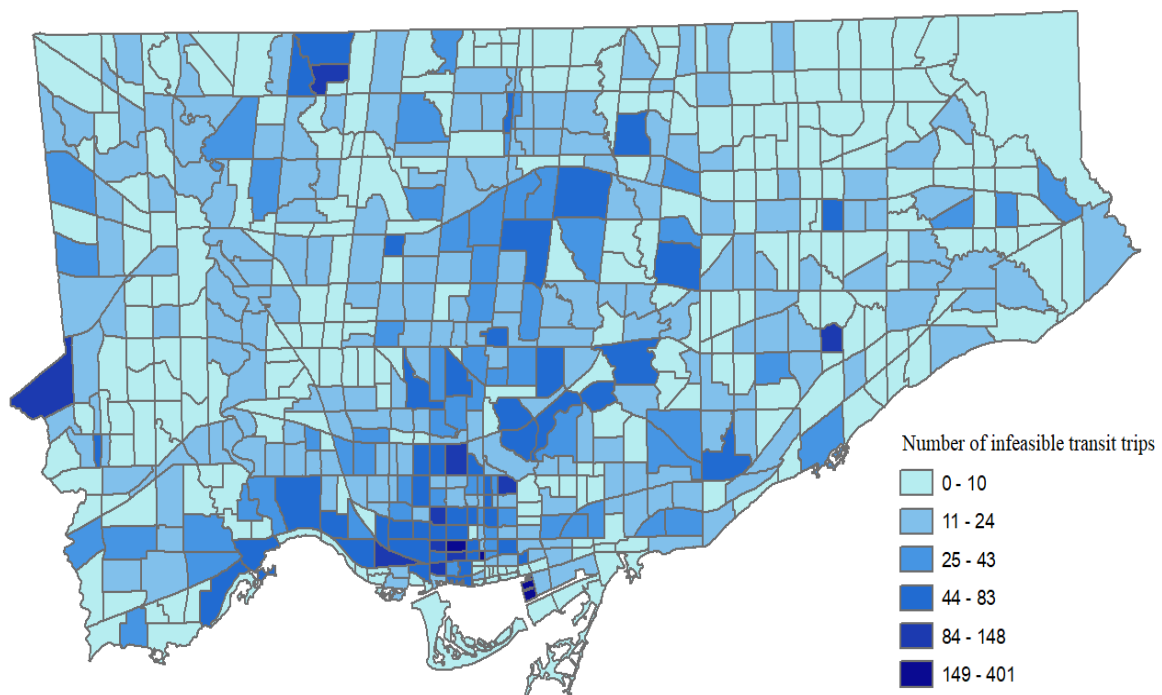 Number of infeasible transit trips
0 - 10
11 - 24
25 - 43
44 - 83
84 - 148
149 - 401